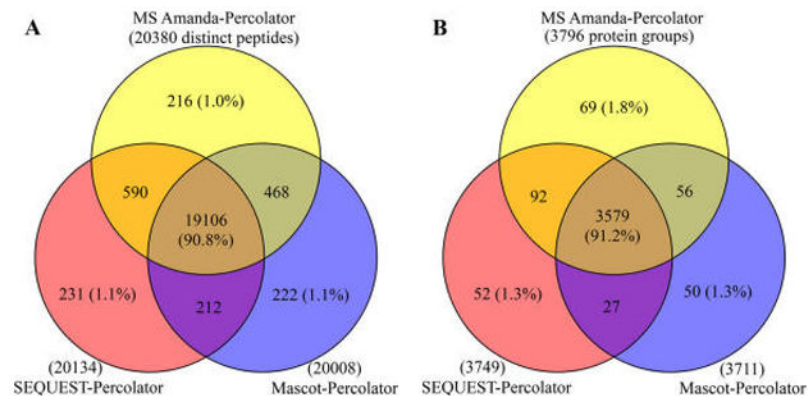 A
MS Amanda-Percolator
(20380 distinct peptides)
216 (1.0%)
590
468
19106
(90.8%)
231 (1.1%)
212
222 (1.1%)
(20134)
SEQUEST-Percolator
(20008)
Mascot-Percolator
B
MS Amanda-Percolator
(3796 protein groups)
69 (1.8%)
92
56
3579
(91.2%)
52 (1.3%)
27
50 (1.3%)
(3749)
SEQUEST-Percolator
(3711)
Mascot-Percolator